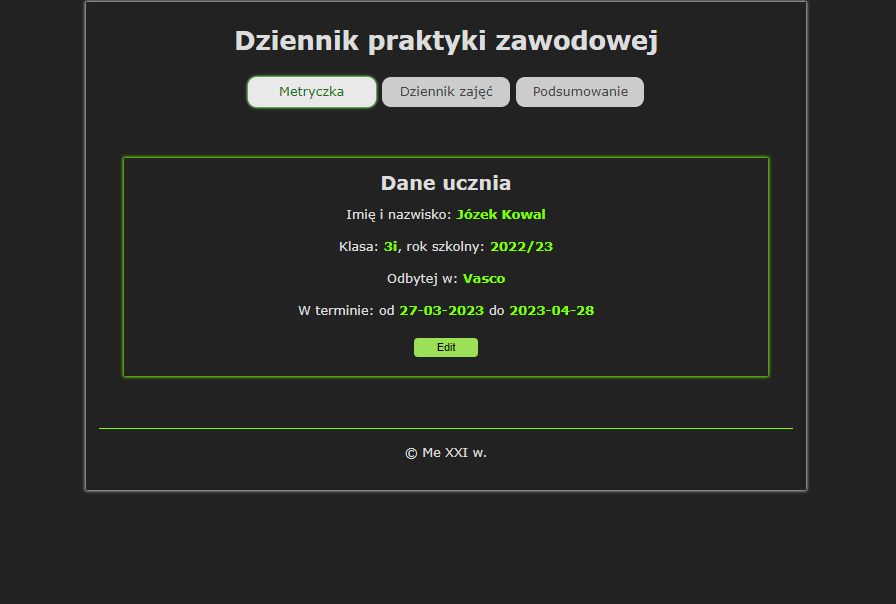 Dziennik praktyki zawodowej
Metryczka Dziennik zajęć Podsumowanie
Dane ucznia
Imię i nazwisko: Józek Kowal
Klasa: 3i, rok szkolny: 2022/23
Odbytej w: Vasco
W terminie: od 27-03-2023 do 2023-04-28
Edit
© Me XXI w.